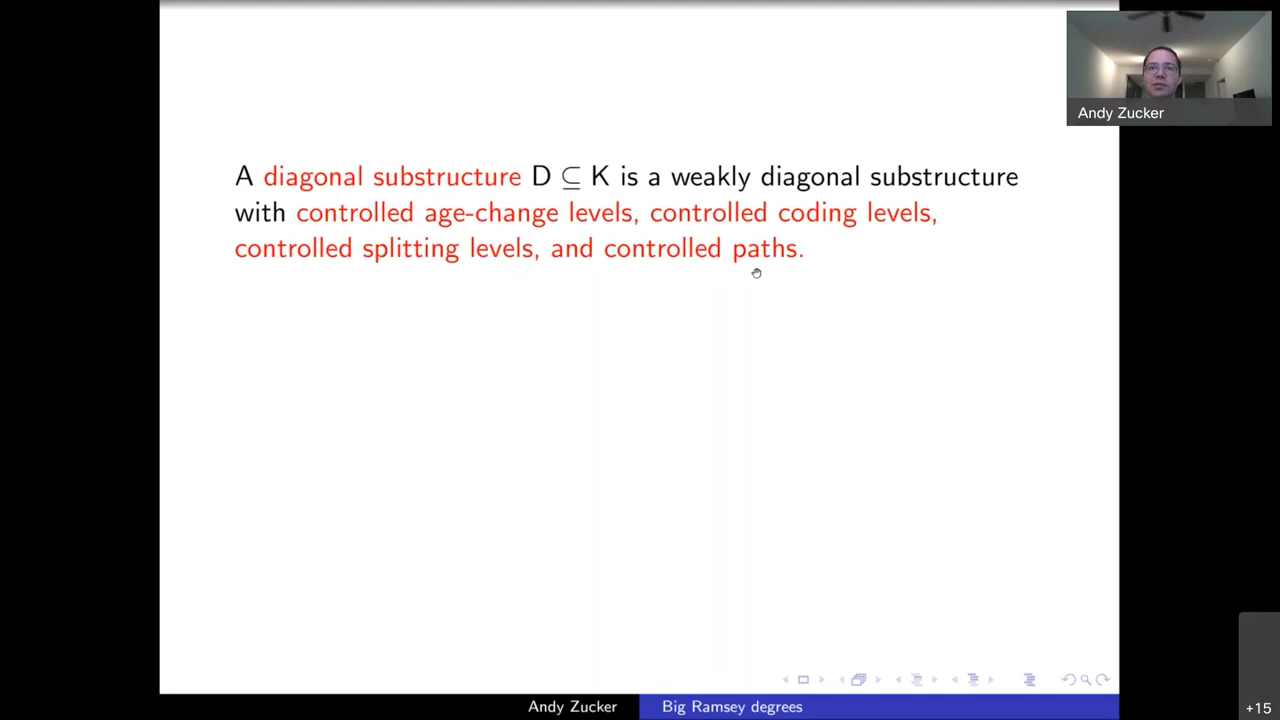 Andy Zucker
A diagonal substructure D ⊆ K is a weakly diagonal substructure
with controlled age-change levels, controlled coding levels,
controlled splitting levels, and controlled paths.
Andy Zucker
Big Ramsey degrees
+15